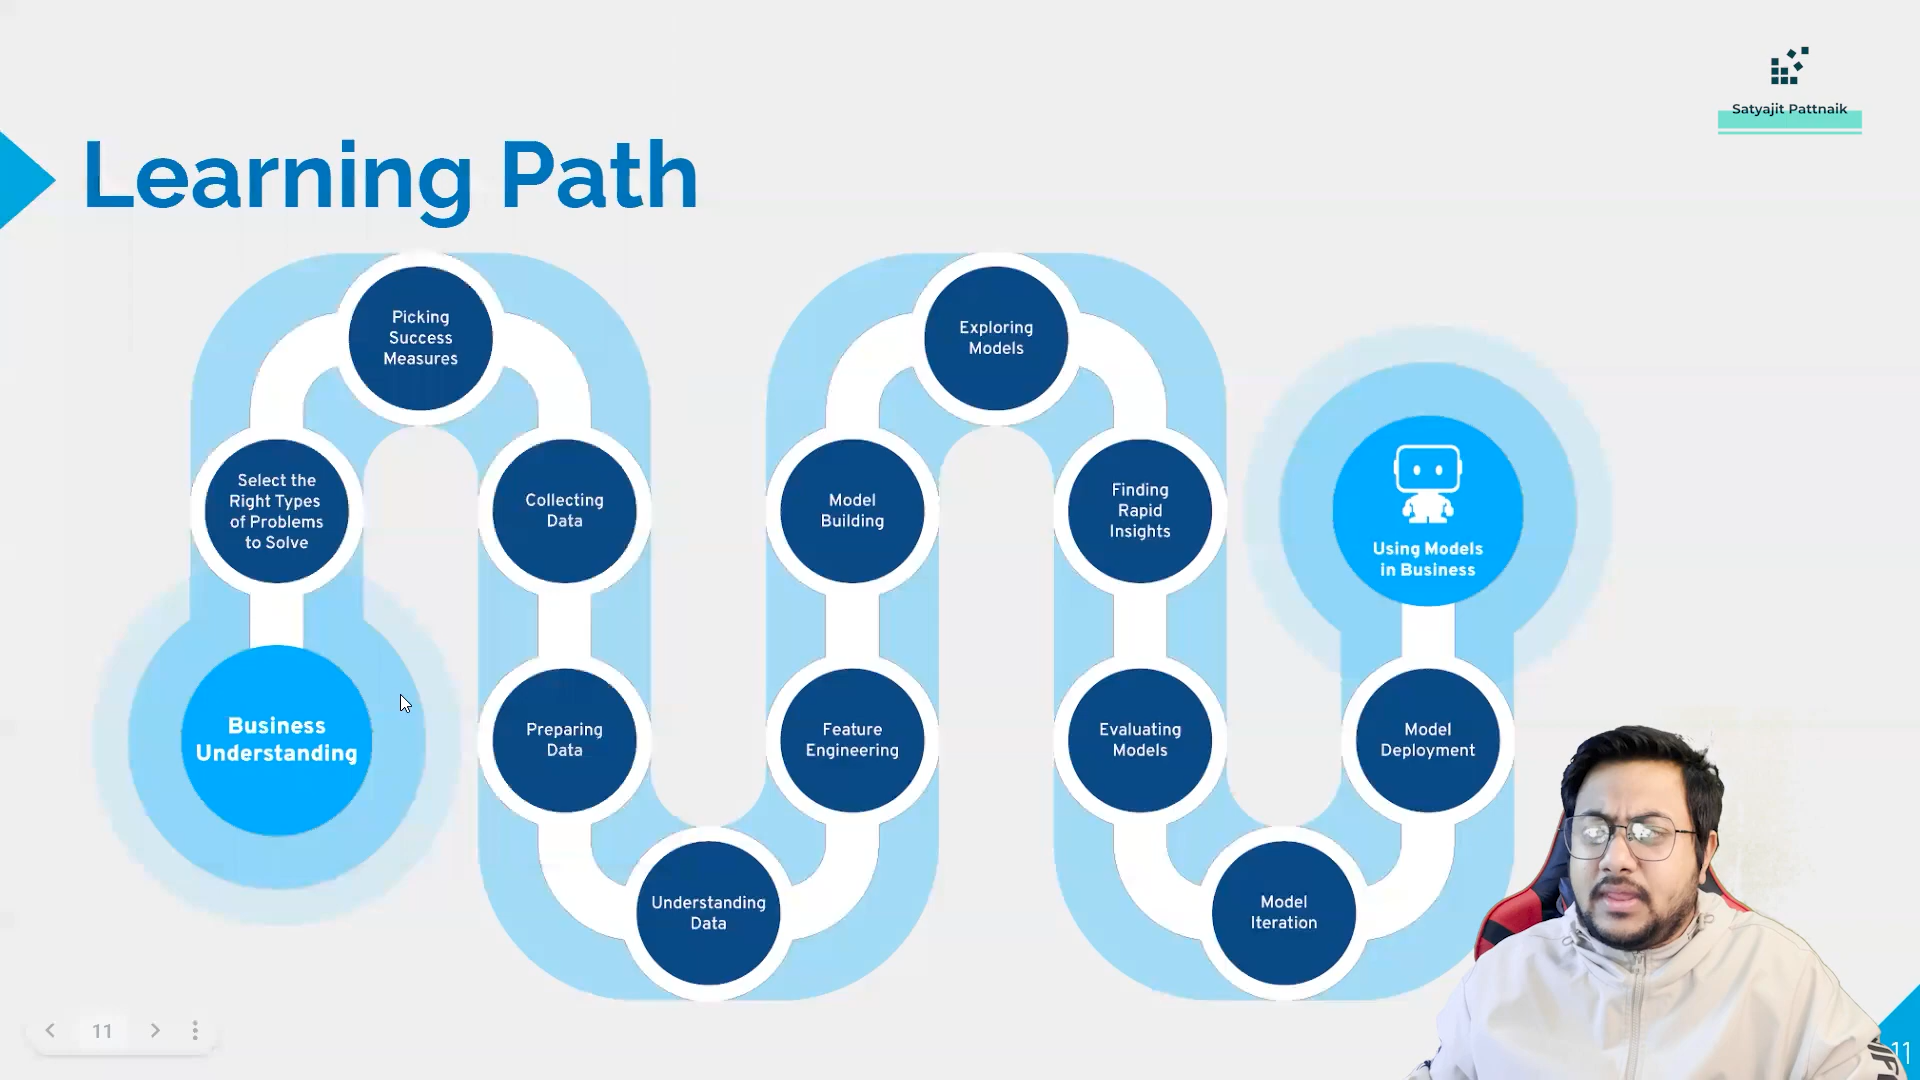 Satyajit Pattnaik
Learning Path
Picking
Success
Measures
Exploring
Models
Select the
Right Types
of Problems
to Solve
Collecting
Data
Model
Building
Finding
Rapid
Insights
Using Models
in Business
Business
Understanding
Preparing
Data
Feature
Engineering
Evaluating
Models
Model
Deployment
Understanding
Data
Model
Iteration
11
11